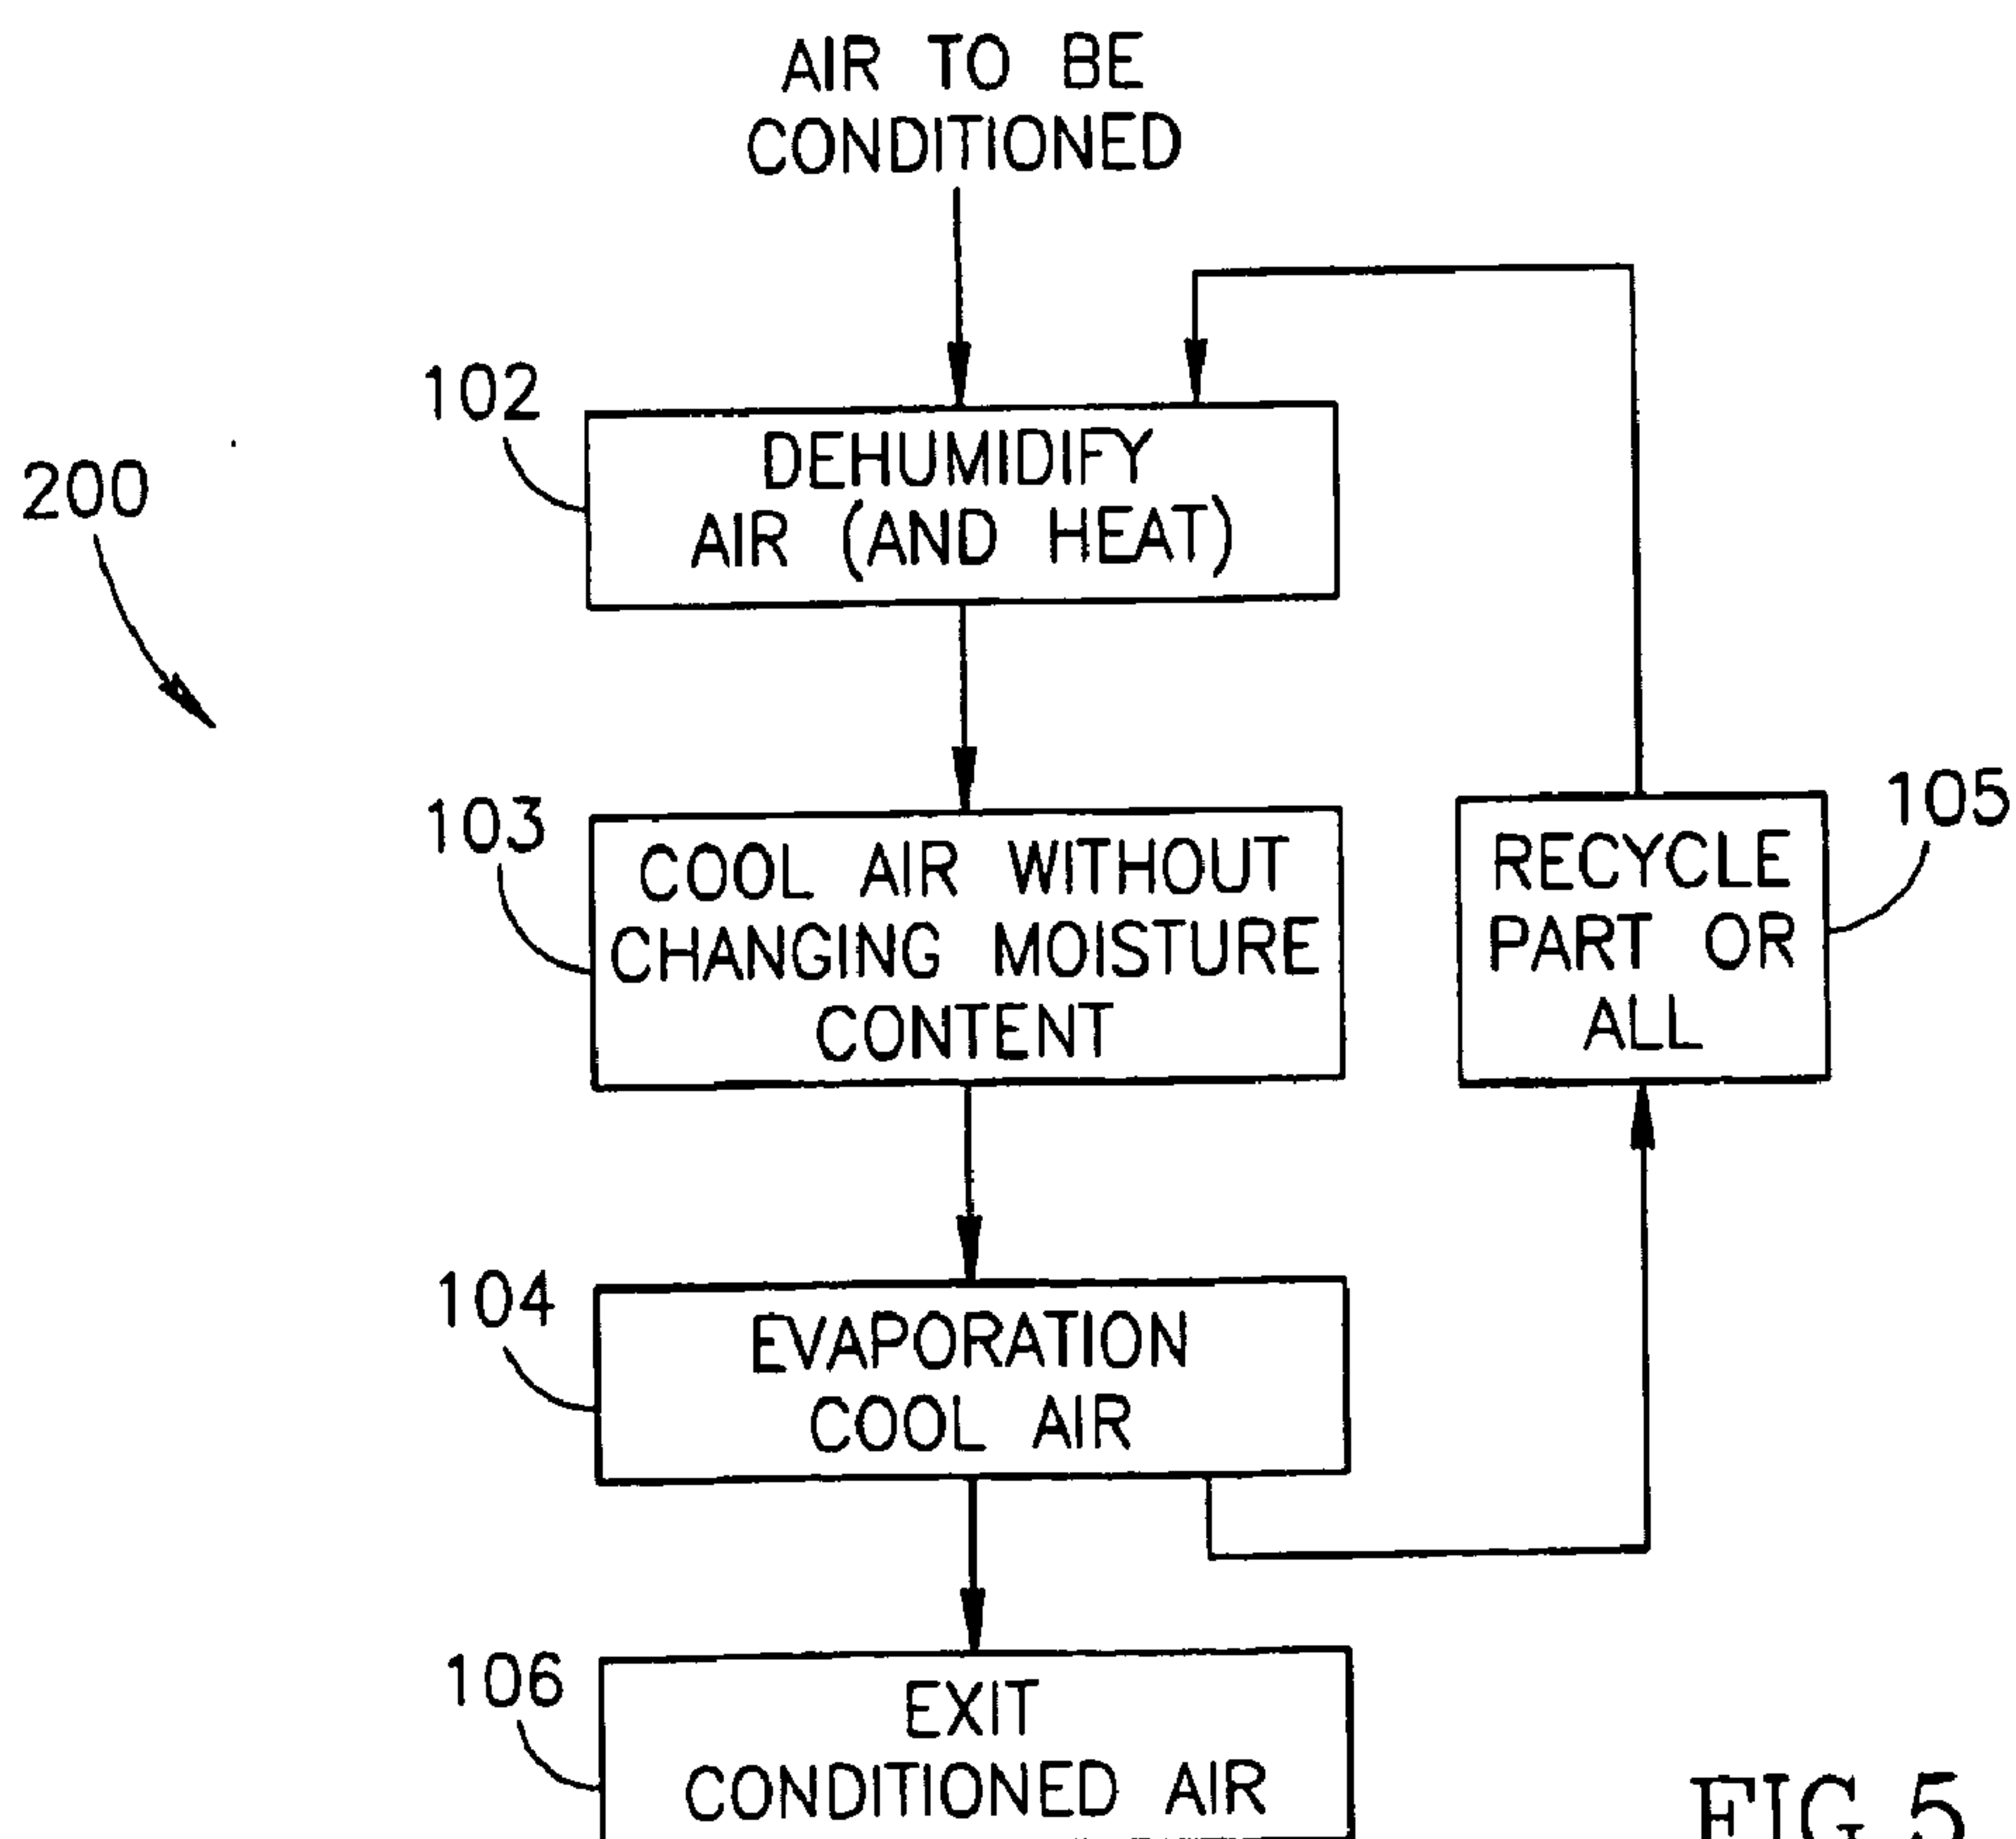 AIR TO BE
CONDITIONED
102
DEHUMIDIFY
AIR (AND HEAT)
200
103
COOL AIR WITHOUT
CHANGING MOISTURE
CONTENT
105
RECYCLE
PART OR
ALL
104
EVAPORATION
COOL AIR
106
EXIT
CONDITIONED AIR
FIG.5